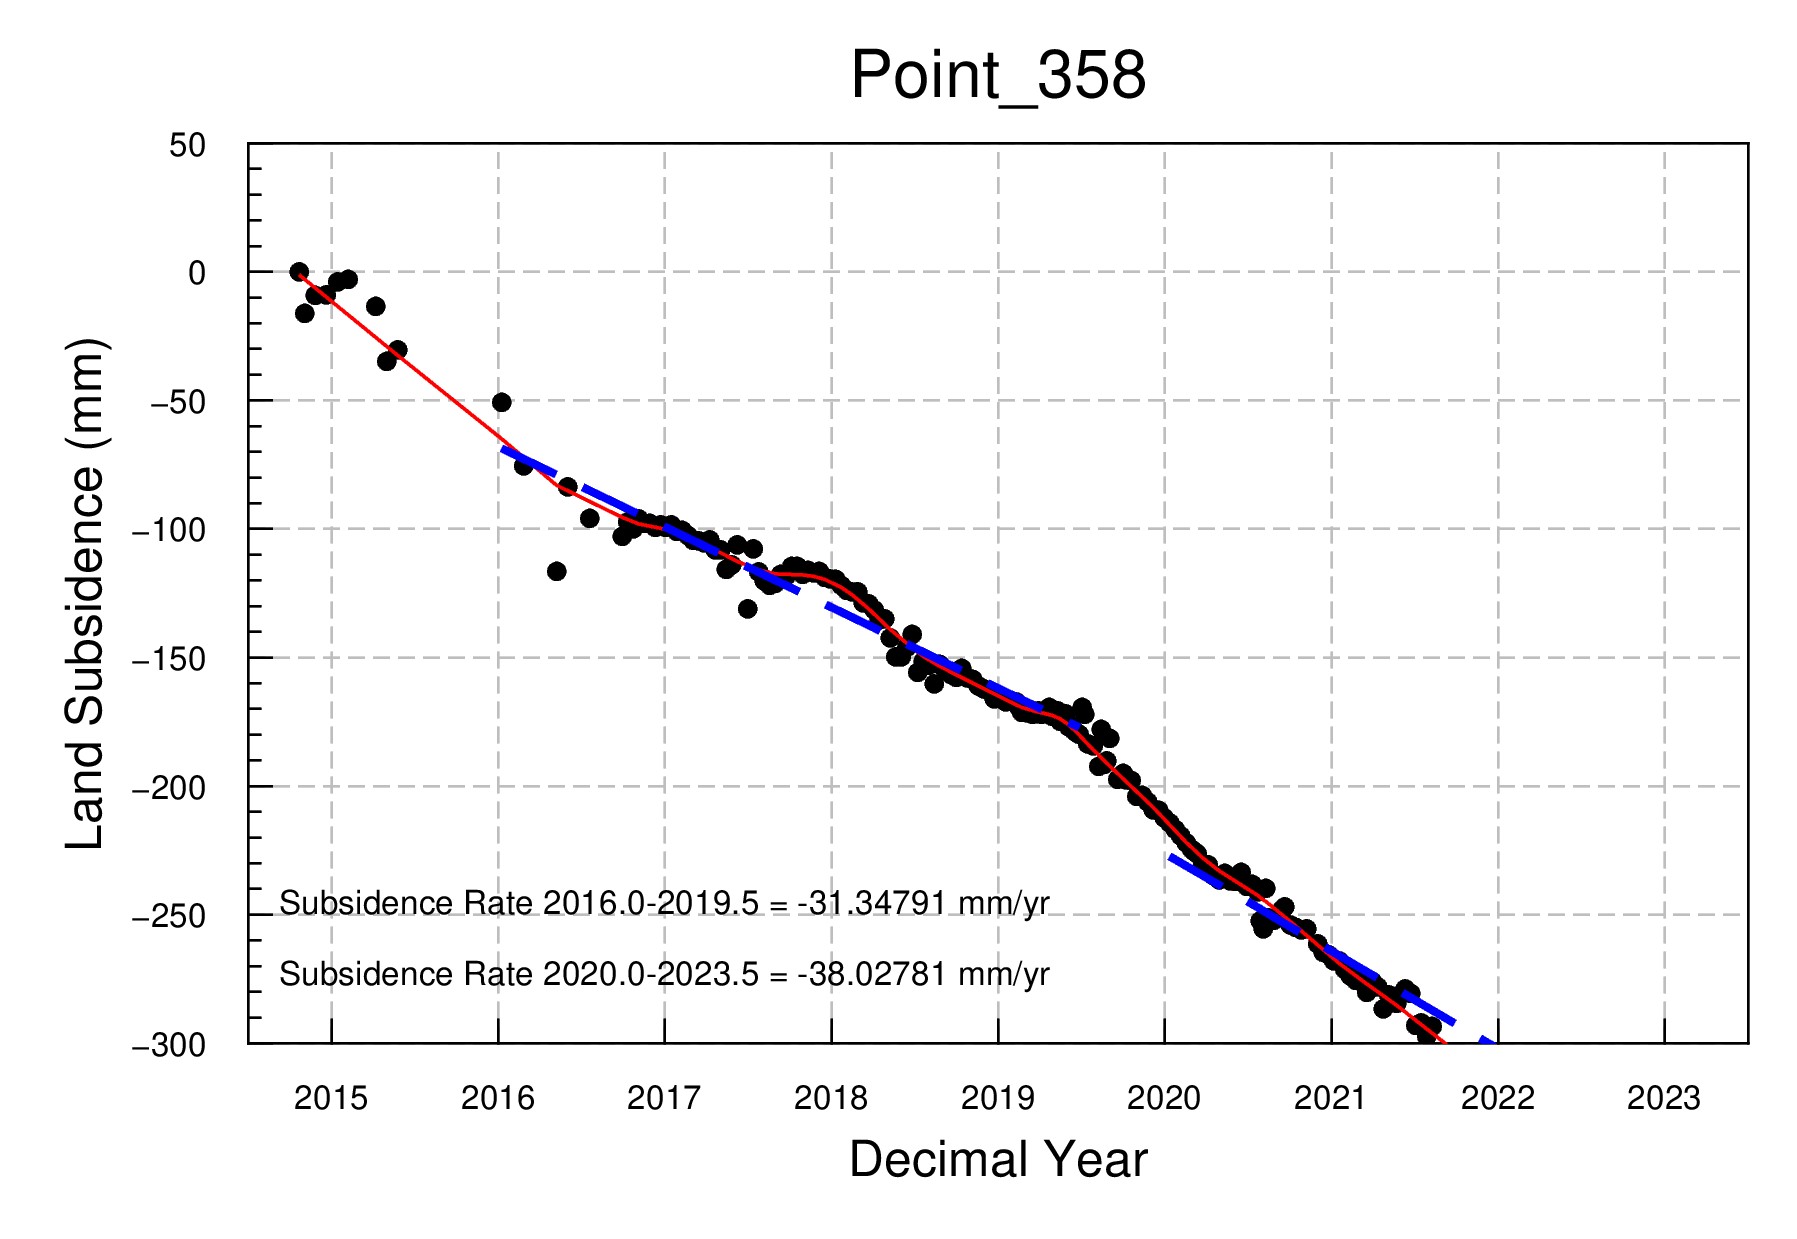 Point_358
50
0
−50
−100
−150
−200
−250
−300
Land Subsidence (mm)
Subsidence Rate 2016.0-2019.5 = -31.34791 mm/yr
Subsidence Rate 2020.0-2023.5 = -38.02781 mm/yr
2015 2016 2017 2018 2019 2020 2021 2022 2023
Decimal Year